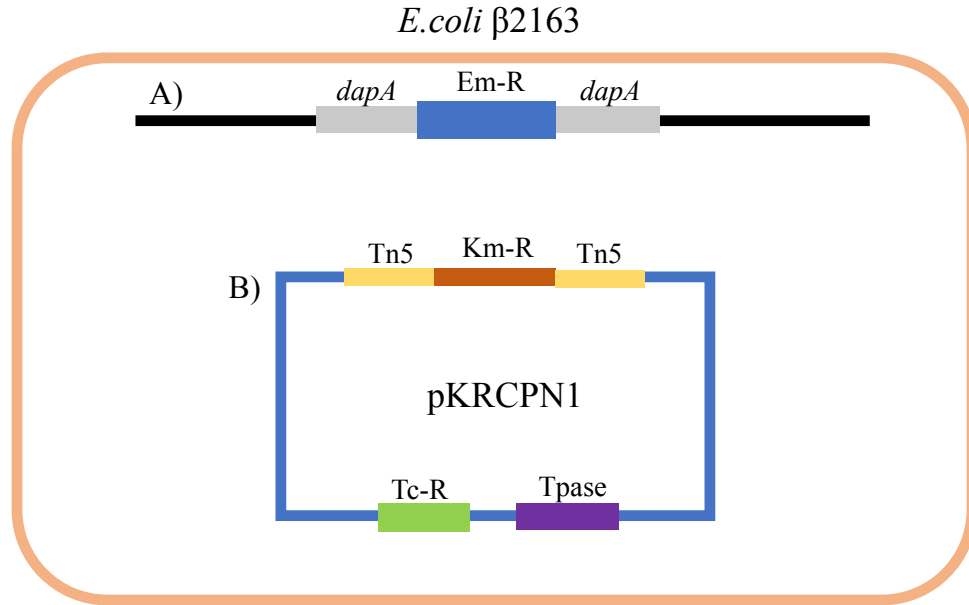 E.coli β2163
A) dapA Em-R dapA
Tn5 Km-R Tn5
B)
pKRCPN1
Tc-R Tpase